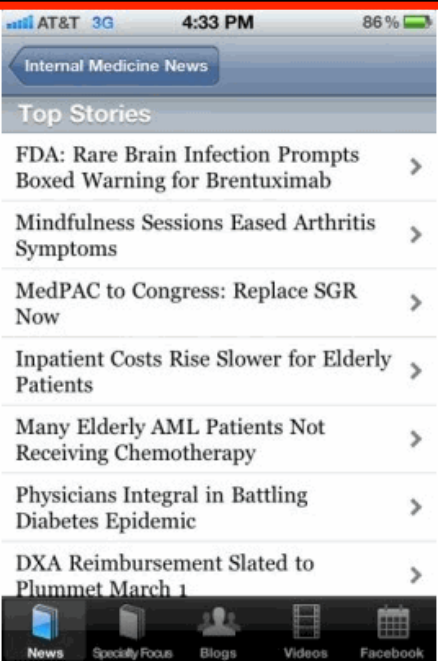 AT&T 3G 4:33 PM 86%
Internal Medicine News
Top Stories
FDA: Rare Brain Infection Prompts
Boxed Warning for Brentuximab
Mindfulness Sessions Eased Arthritis
Symptoms
MedPAC to Congress: Replace SGR
Now
Inpatient Costs Rise Slower for Elderly
Patients
Many Elderly AML Patients Not
Receiving Chemotherapy
Physicians Integral in Battling
Diabetes Epidemic
DXA Reimbursement Slated to
Plummet March 1
News Specialty Focus Blogs Videos Facebook